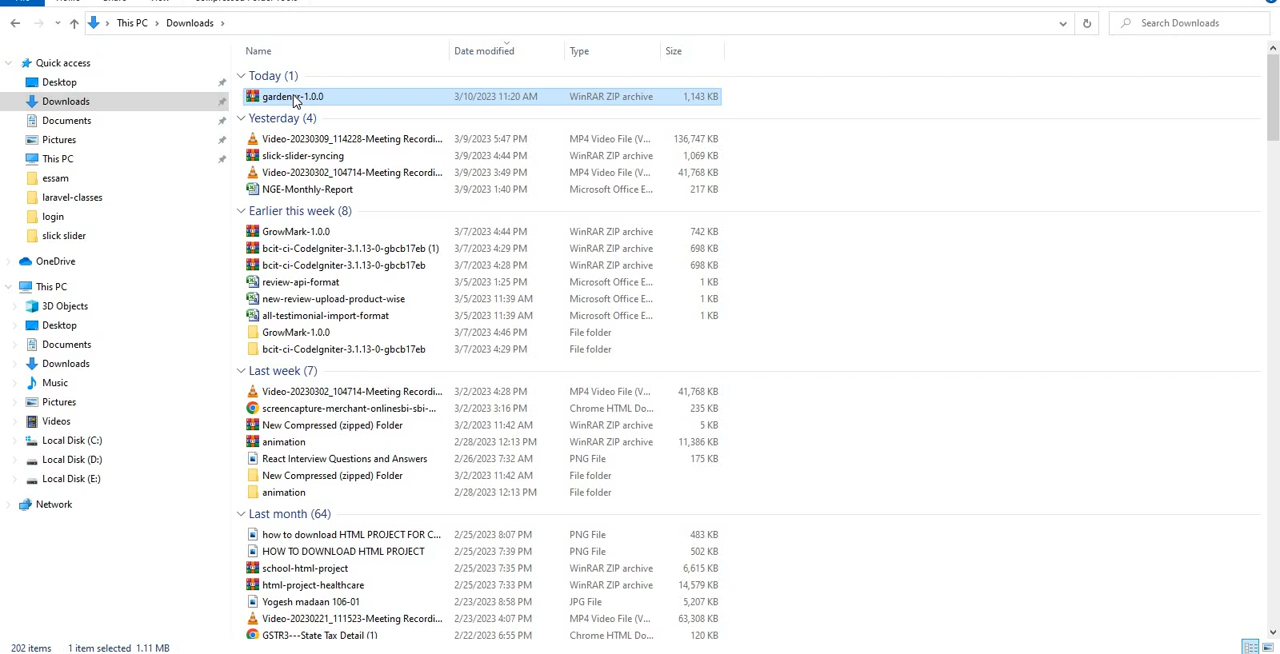 This PC > Downloads >
Search Downloads
Name Date modified Type Size
Quick access
Desktop
Downloads
Documents
Pictures
This PC
essam
laravel-classes
login
slick slider
OneDrive
This PC
3D Objects
Desktop
Documents
Downloads
Music
Pictures
Videos
Local Disk (C:)
Local Disk (D:)
Local Disk (E:)
Network
Today (1)
gardener-1.0.0 3/10/2023 11:20 AM WinRAR ZIP archive 1,143 KB
Yesterday (4)
Video-20230309_114228-Meeting Recordi... 3/9/2023 5:47 PM MP4 Video File (V... 136,747 KB
slick-slider-syncing 3/9/2023 4:44 PM WinRAR ZIP archive 1,069 KB
Video-20230302_104714-Meeting Recordi... 3/9/2023 3:49 PM MP4 Video File (V... 41,768 KB
NGE-Monthly-Report 3/9/2023 1:40 PM Microsoft Office E... 217 KB
Earlier this week (8)
GrowMark-1.0.0 3/7/2023 4:44 PM WinRAR ZIP archive 742 KB
bcit-ci-CodeIgniter-3.1.13-0-gbcb17eb (1) 3/7/2023 4:29 PM WinRAR ZIP archive 698 KB
bcit-ci-CodeIgniter-3.1.13-0-gbcb17eb 3/7/2023 4:28 PM WinRAR ZIP archive 698 KB
review-api-format 3/5/2023 1:25 PM Microsoft Office E... 1 KB
new-review-upload-product-wise 3/5/2023 11:39 AM Microsoft Office E... 1 KB
all-testimonial-import-format 3/5/2023 11:39 AM Microsoft Office E... 1 KB
GrowMark-1.0.0 3/7/2023 4:46 PM File folder
bcit-ci-CodeIgniter-3.1.13-0-gbcb17eb 3/7/2023 4:29 PM File folder
Last week (7)
Video-20230302_104714-Meeting Recordi... 3/2/2023 4:28 PM MP4 Video File (V... 41,768 KB
screencapture-merchant-onlinesbi-sbi-... 3/2/2023 3:16 PM Chrome HTML Do... 235 KB
New Compressed (zipped) Folder 3/2/2023 11:42 AM WinRAR ZIP archive 5 KB
animation 2/28/2023 12:13 PM WinRAR ZIP archive 11,386 KB
React Interview Questions and Answers 2/26/2023 7:32 AM PNG File 175 KB
New Compressed (zipped) Folder 3/2/2023 11:42 AM File folder
animation 2/28/2023 12:13 PM File folder
Last month (64)
how to download HTML PROJECT FOR C... 2/25/2023 8:07 PM PNG File 483 KB
HOW TO DOWNLOAD HTML PROJECT 2/25/2023 7:39 PM PNG File 502 KB
school-html-project 2/25/2023 7:35 PM WinRAR ZIP archive 6,615 KB
html-project-healthcare 2/25/2023 7:33 PM WinRAR ZIP archive 14,579 KB
Yogesh madaan 106-01 2/23/2023 8:58 PM JPG File 5,207 KB
Video-20230221_111523-Meeting Recordi... 2/23/2023 4:07 PM MP4 Video File (V... 63,308 KB
GSTR3---State Tax Detail (1) 2/22/2023 6:55 PM Chrome HTML Do... 120 KB
202 items 1 item selected 1.11 MB